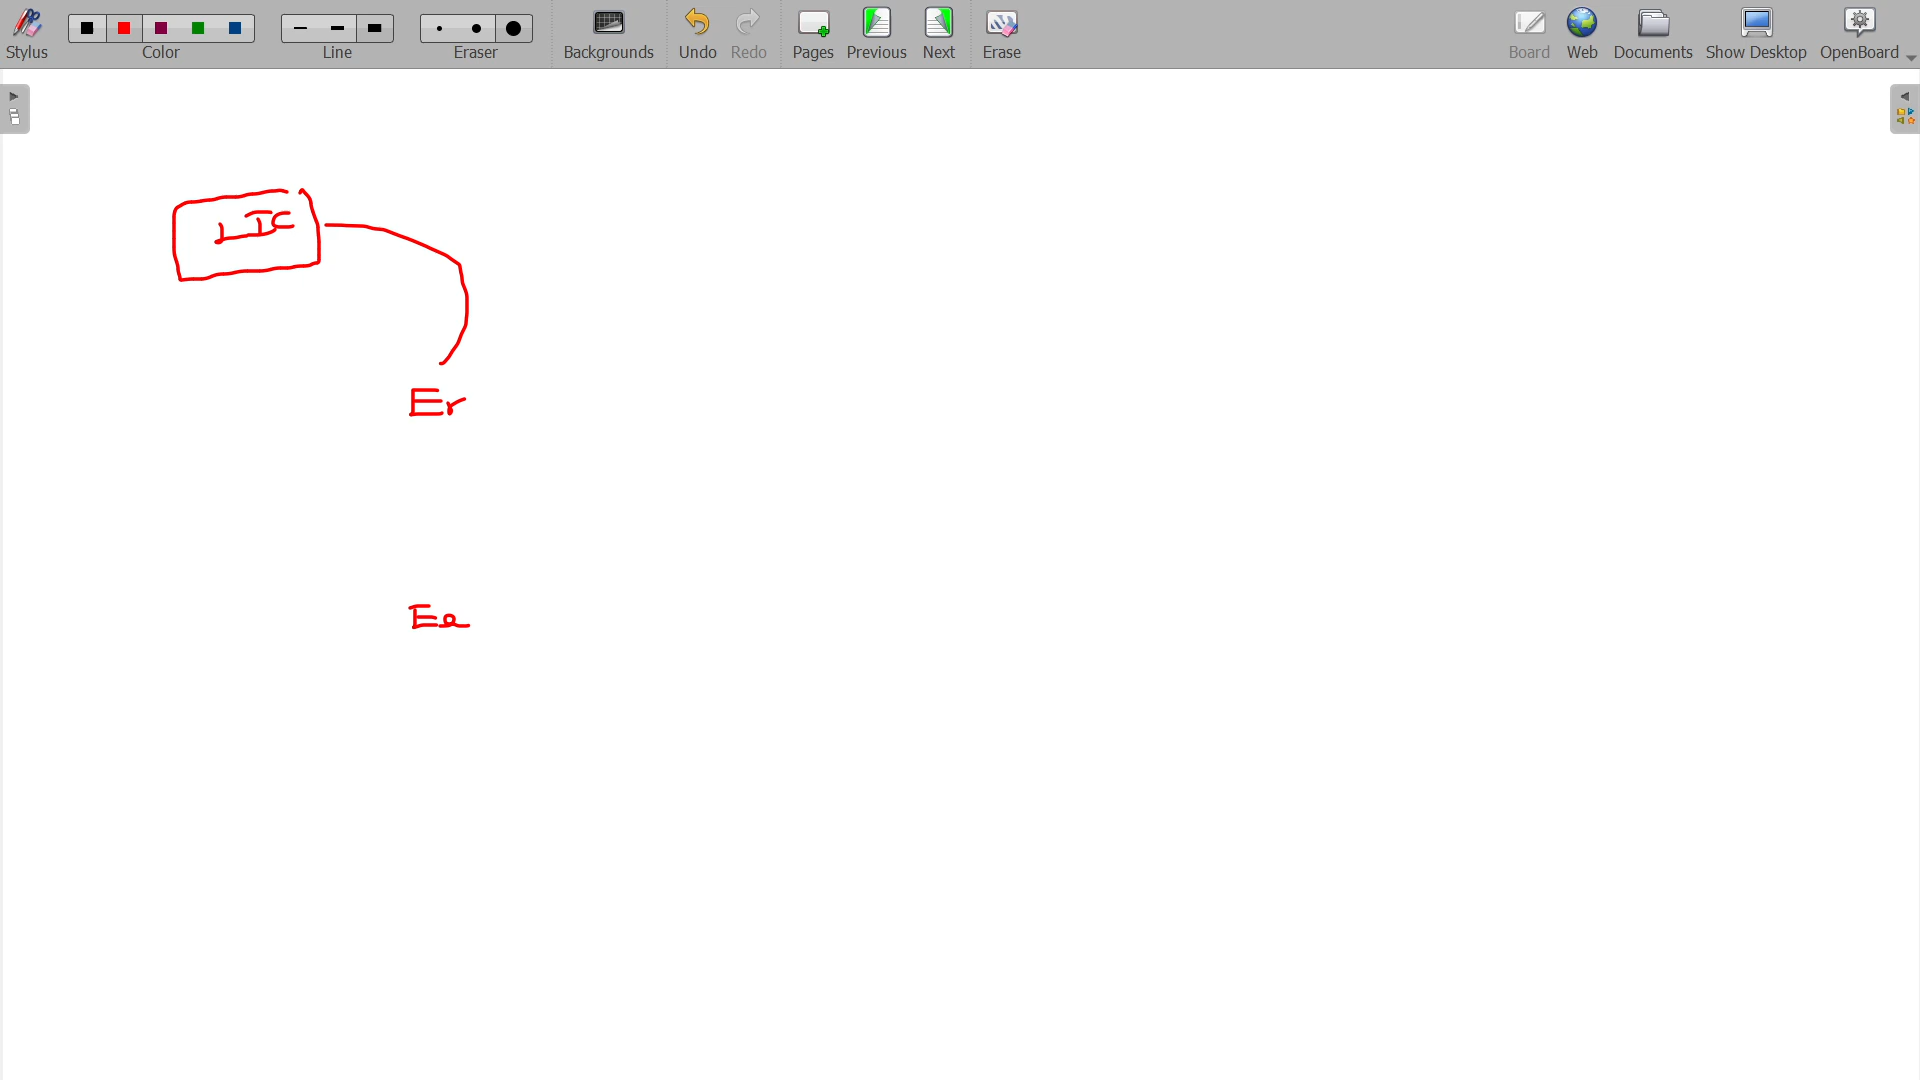 Stylus Color Line Eraser Backgrounds Undo Redo Pages Previous Next Erase Board Web Documents Show Desktop OpenBoard
LIC
Er
Ea